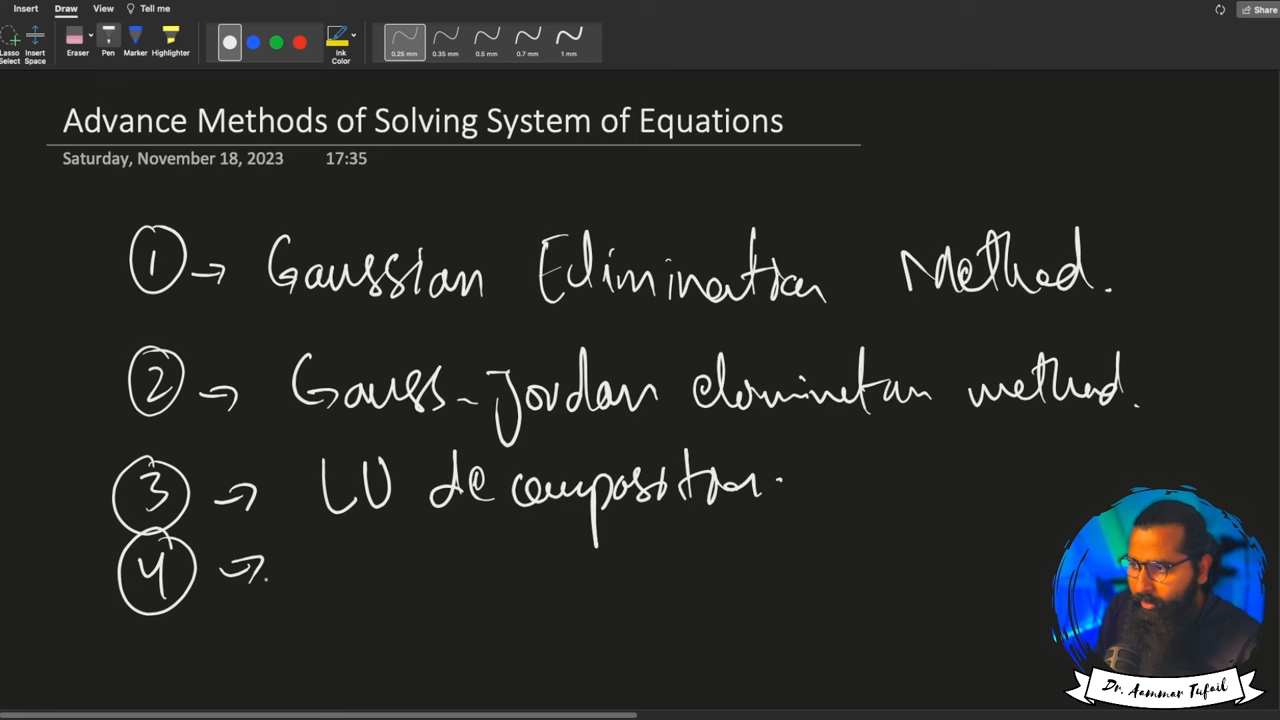 Insert Draw View Tell me
Share
Lasso Select Insert Space Eraser Pen Marker Highlighter Ink Color 0.25 mm 0.35 mm 0.5 mm 0.7 mm 1 mm
Advance Methods of Solving System of Equations
Saturday, November 18, 2023 17:35
1 → Gaussian Elimination Method.
2 → Gauss-Jordan elimination method.
3 → LU decomposition.
4 →
Dr. Aammar Tufail